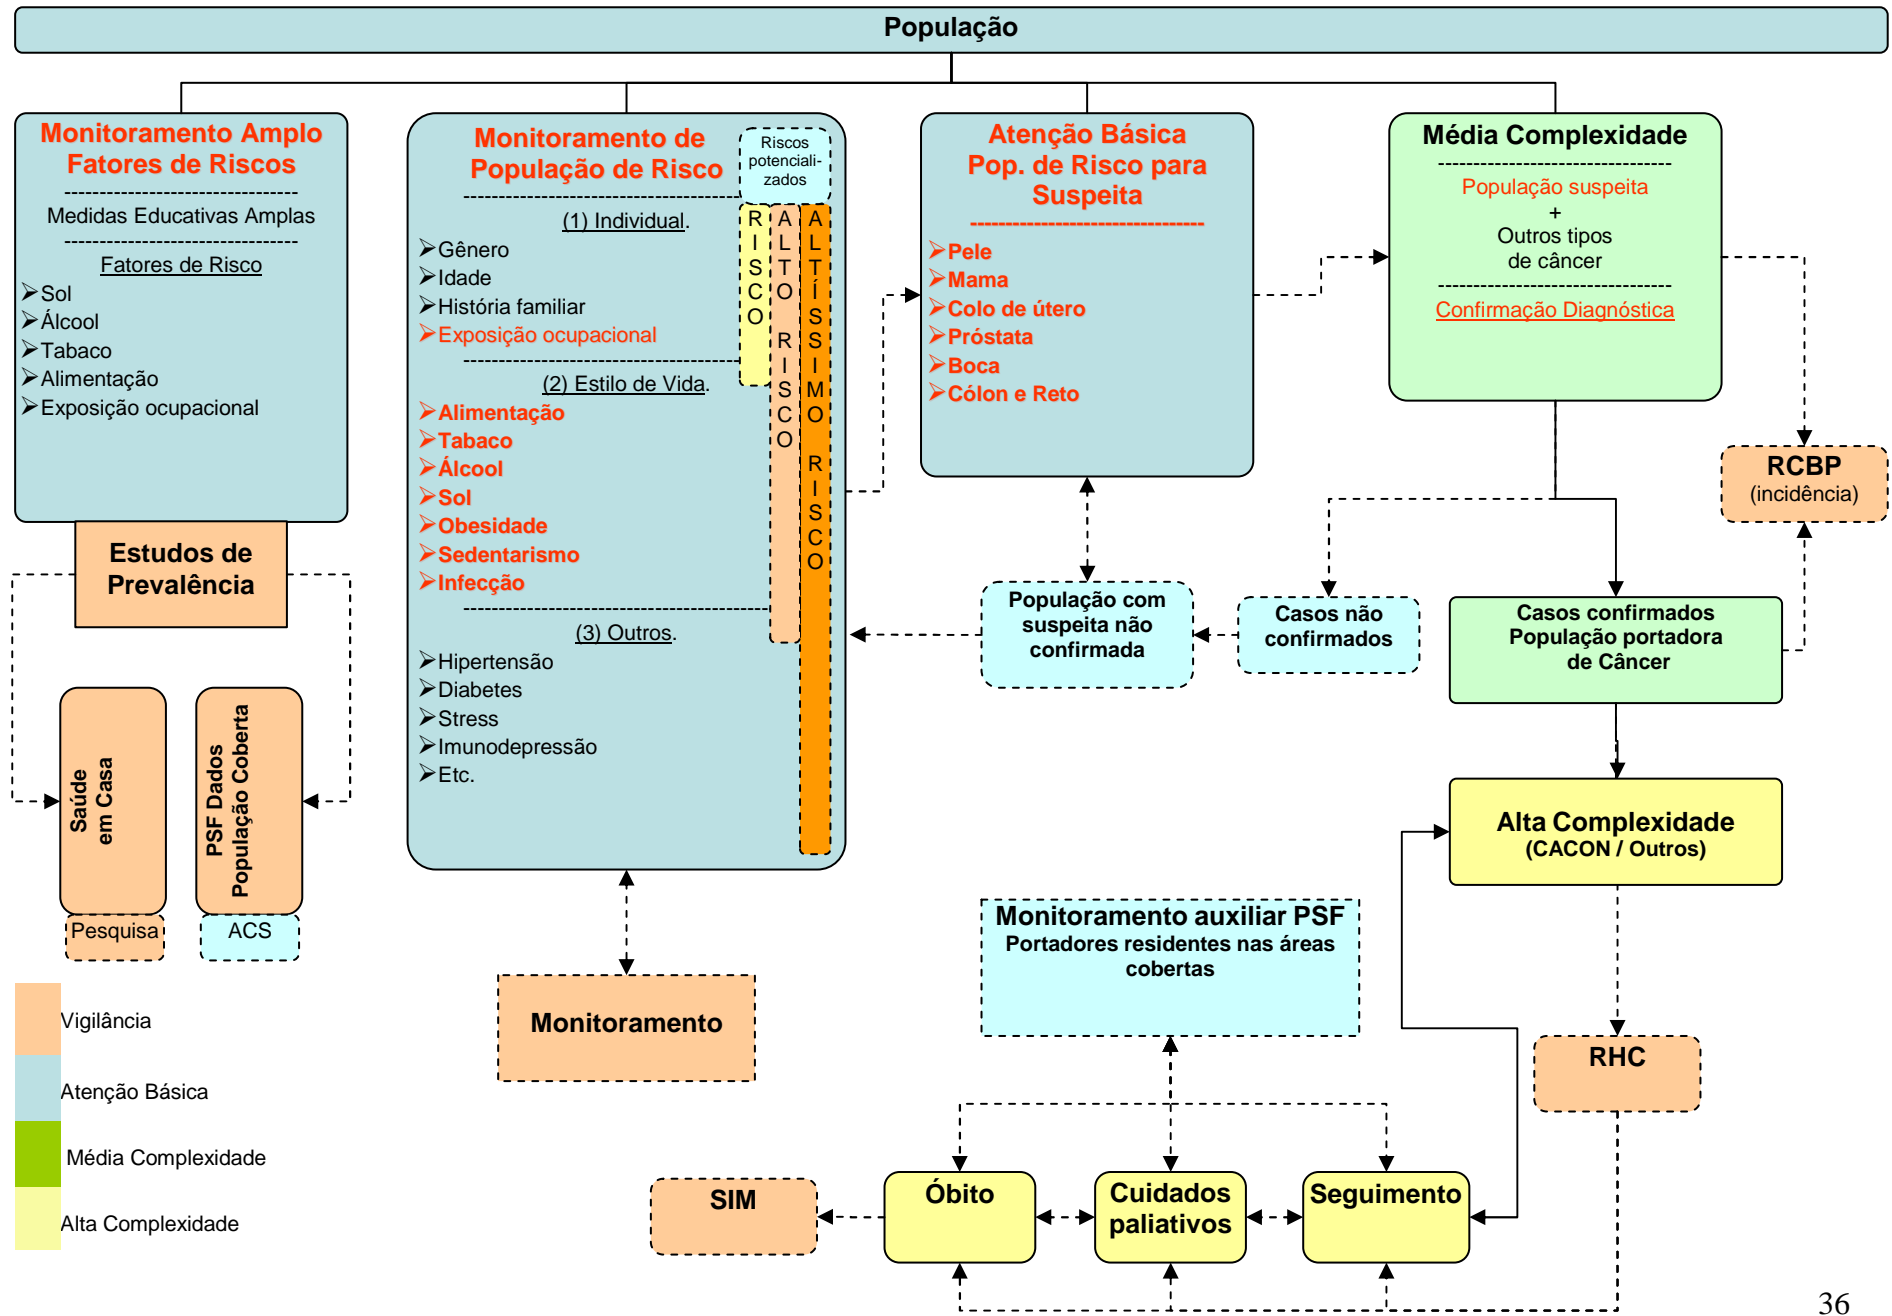 População
Monitoramento Amplo
Fatores de Riscos
Medidas Educativas Amplas
Fatores de Risco
Sol
Álcool
Tabaco
Alimentação
Exposição ocupacional
Estudos de
Prevalência
Saúde
em Casa
PSF Dados
População Coberta
Pesquisa
ACS
Vigilância
Atenção Básica
Média Complexidade
Alta Complexidade
Monitoramento de
População de Risco
Riscos
potenciali-
zados
(1) Individual.
Gênero
Idade
História familiar
Exposição ocupacional
(2) Estilo de Vida.
Alimentação
Tabaco
Álcool
Sol
Obesidade
Sedentarismo
Infecção
(3) Outros.
Hipertensão
Diabetes
Stress
Imunodepressão
Etc.
RISCO
ALTO RISCO
ALTÍSSIMO RISCO
Monitoramento
Atenção Básica
Pop. de Risco para
Suspeita
Pele
Mama
Colo de útero
Próstata
Boca
Cólon e Reto
População com
suspeita não
confirmada
Casos não
confirmados
Média Complexidade
População suspeita
+
Outros tipos
de câncer
Confirmação Diagnóstica
RCBP
(incidência)
Casos confirmados
População portadora
de Câncer
Alta Complexidade
(CACON / Outros)
Monitoramento auxiliar PSF
Portadores residentes nas áreas
cobertas
RHC
SIM
Óbito
Cuidados
paliativos
Seguimento
36